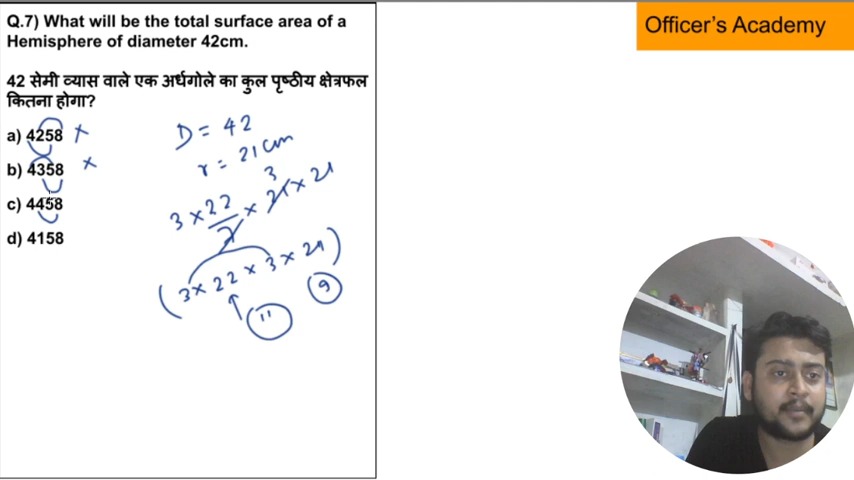 Q.7) What will be the total surface area of a
Hemisphere of diameter 42cm.
42 सेमी व्यास वाले एक अर्धगोले का कुल पृष्ठीय क्षेत्रफल
कितना होगा?
a) 4258 ×
b) 4358 ×
c) 4458
d) 4158
D = 42
r = 21 cm
3
3 × 22/7 × 21 × 21
(3 × 22 × 3 × 21)
9
11
Officer's Academy